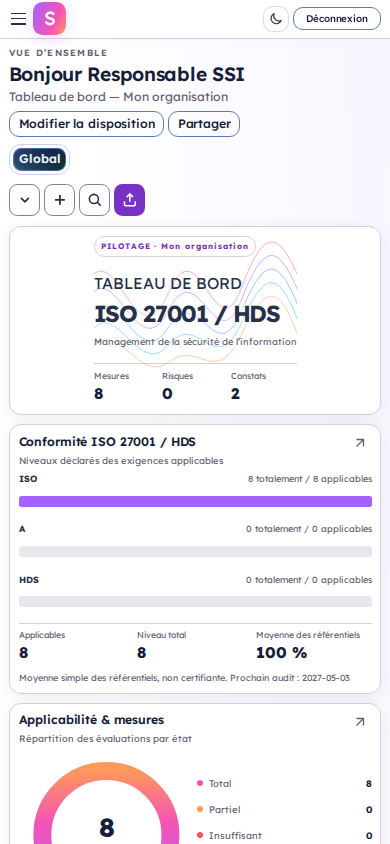 S
Déconnexion
VUE D'ENSEMBLE
Bonjour Responsable SSI
Tableau de bord — Mon organisation
Modifier la disposition
Partager
Global
PILOTAGE · Mon organisation
TABLEAU DE BORD
ISO 27001 / HDS
Management de la sécurité de l'information
Mesures Risques Constats
8 0 2
Conformité ISO 27001 / HDS
Niveaux déclarés des exigences applicables
ISO 8 totalement / 8 applicables
A 0 totalement / 0 applicables
HDS 0 totalement / 0 applicables
Applicables Niveau total Moyenne des référentiels
8 8 100 %
Moyenne simple des référentiels, non certifiante. Prochain audit : 2027-05-03
Applicabilité & mesures
Répartition des évaluations par état
8
Total 8
Partiel 0
Insuffisant 0